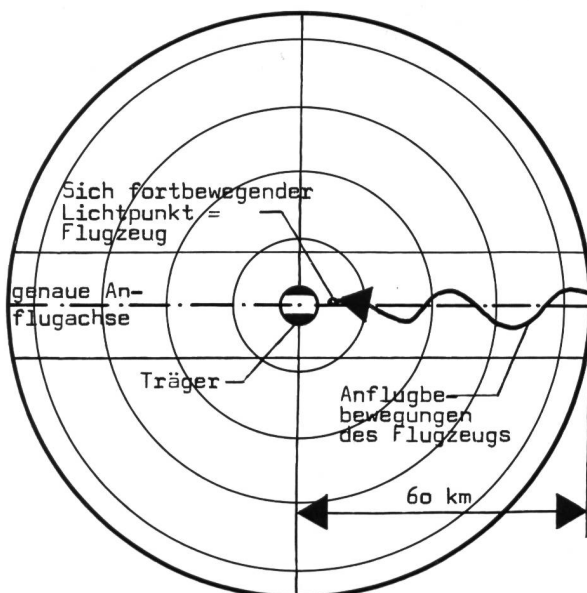 Sich fortbewegender
Lichtpunkt =
Flugzeug
genaue An-
flugachse
Träger
Anflugbe-
bewegungen
des Flugzeugs
6o km